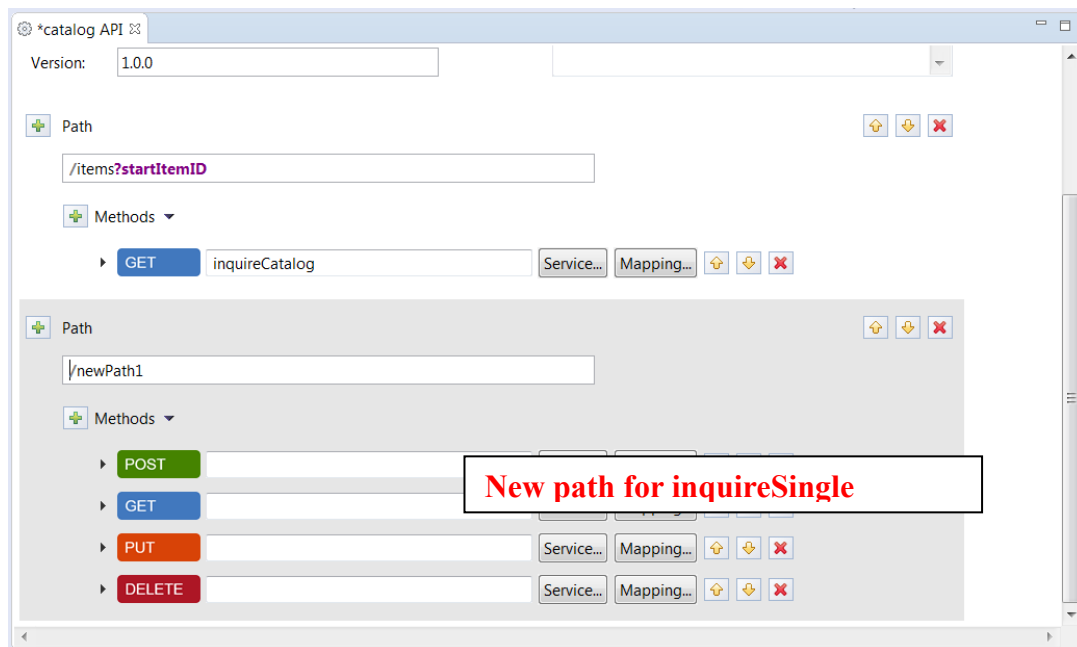 *catalog API
Version: 1.0.0
Path
/items?startItemID
Methods
GET inquireCatalog Service... Mapping...
Path
/newPath1
Methods
POST
New path for inquireSingle
GET
PUT Service... Mapping...
DELETE Service... Mapping...